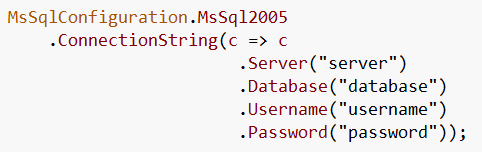 MsSqlConfiguration.MsSql2005
.ConnectionString(c => c
.Server("server")
.Database("database")
.Username("username")
.Password("password"));